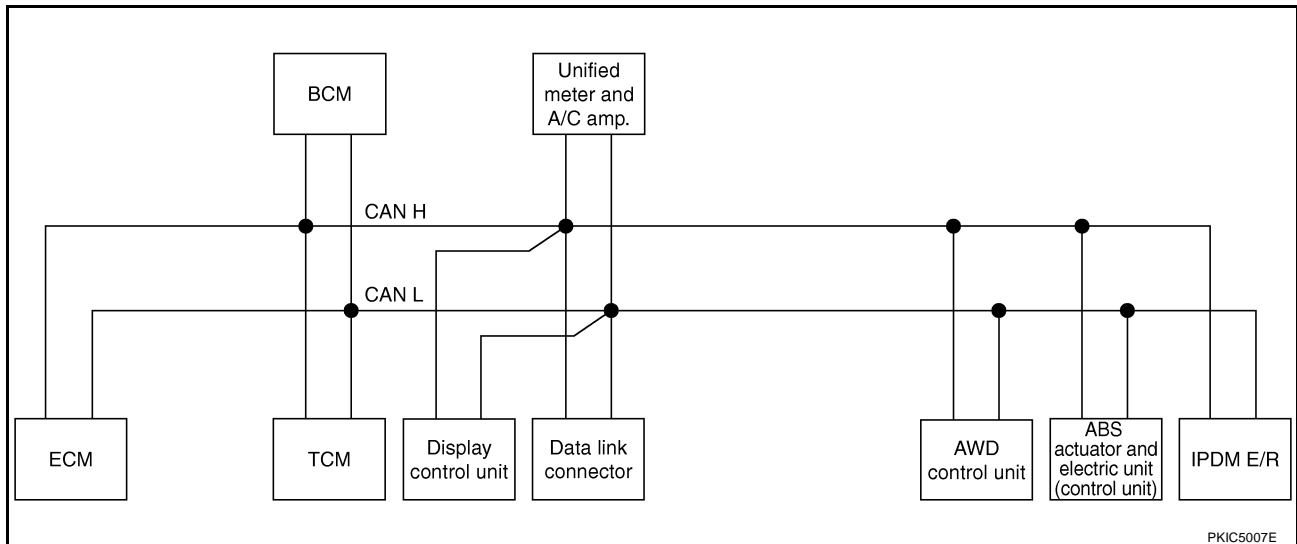 BCM
Unified
meter and
A/C amp.
CAN H
CAN L
ECM
TCM
Display
control unit
Data link
connector
AWD
control unit
ABS
actuator and
electric unit
(control unit)
IPDM E/R
PKIC5007E